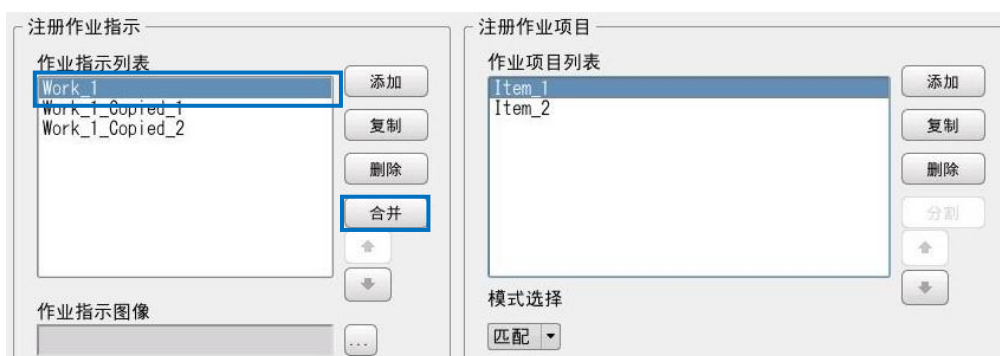 注册作业指示
作业指示列表
Work_1
Work_1_Copied_1
Work_1_Copied_2
添加
复制
删除
合并
作业指示图像
...
注册作业项目
作业项目列表
Item_1
Item_2
添加
复制
删除
分割
模式选择
匹配